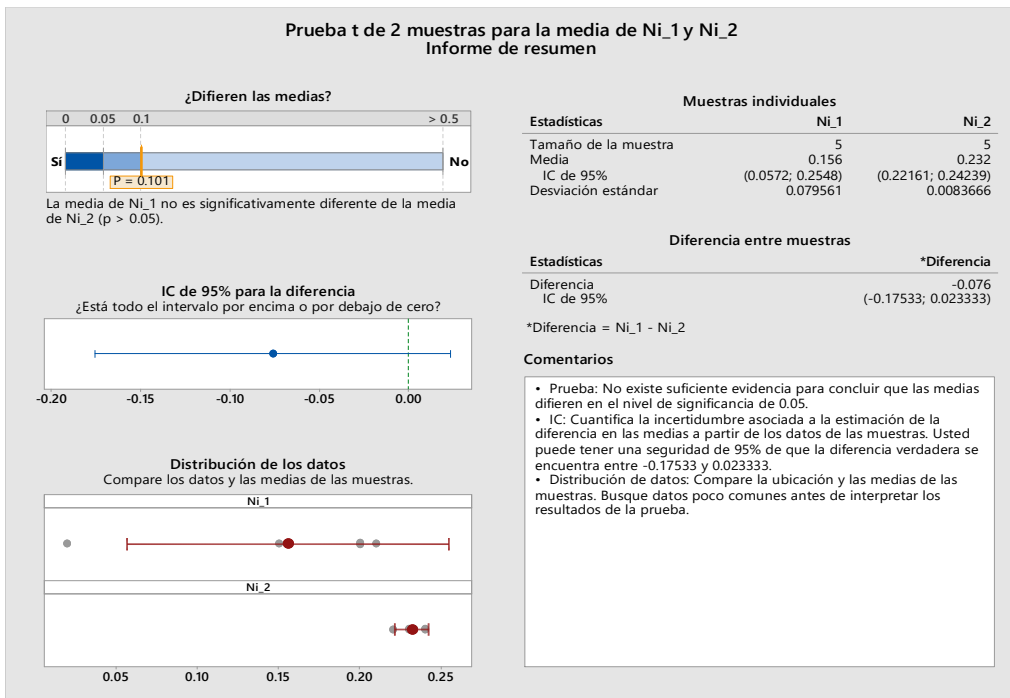 Prueba t de 2 muestras para la media de Ni_1 y Ni_2
Informe de resumen
¿Difieren las medias?
0 0.05 0.1 > 0.5
Sí No
P = 0.101
La media de Ni_1 no es significativamente diferente de la media
de Ni_2 (p > 0.05).
IC de 95% para la diferencia
¿Está todo el intervalo por encima o por debajo de cero?
-0.20 -0.15 -0.10 -0.05 0.00
Distribución de los datos
Compare los datos y las medias de las muestras.
Ni_1
Ni_2
0.05 0.10 0.15 0.20 0.25
Muestras individuales
Estadísticas Ni_1 Ni_2
Tamaño de la muestra 5 5
Media 0.156 0.232
IC de 95% (0.0572; 0.2548) (0.22161; 0.24239)
Desviación estándar 0.079561 0.0083666
Diferencia entre muestras
Estadísticas *Diferencia
Diferencia -0.076
IC de 95% (-0.17533; 0.023333)
*Diferencia = Ni_1 - Ni_2
Comentarios
• Prueba: No existe suficiente evidencia para concluir que las medias
difieren en el nivel de significancia de 0.05.
• IC: Cuantifica la incertidumbre asociada a la estimación de la
diferencia en las medias a partir de los datos de las muestras. Usted
puede tener una seguridad de 95% de que la diferencia verdadera se
encuentra entre -0.17533 y 0.023333.
• Distribución de datos: Compare la ubicación y las medias de las
muestras. Busque datos poco comunes antes de interpretar los
resultados de la prueba.